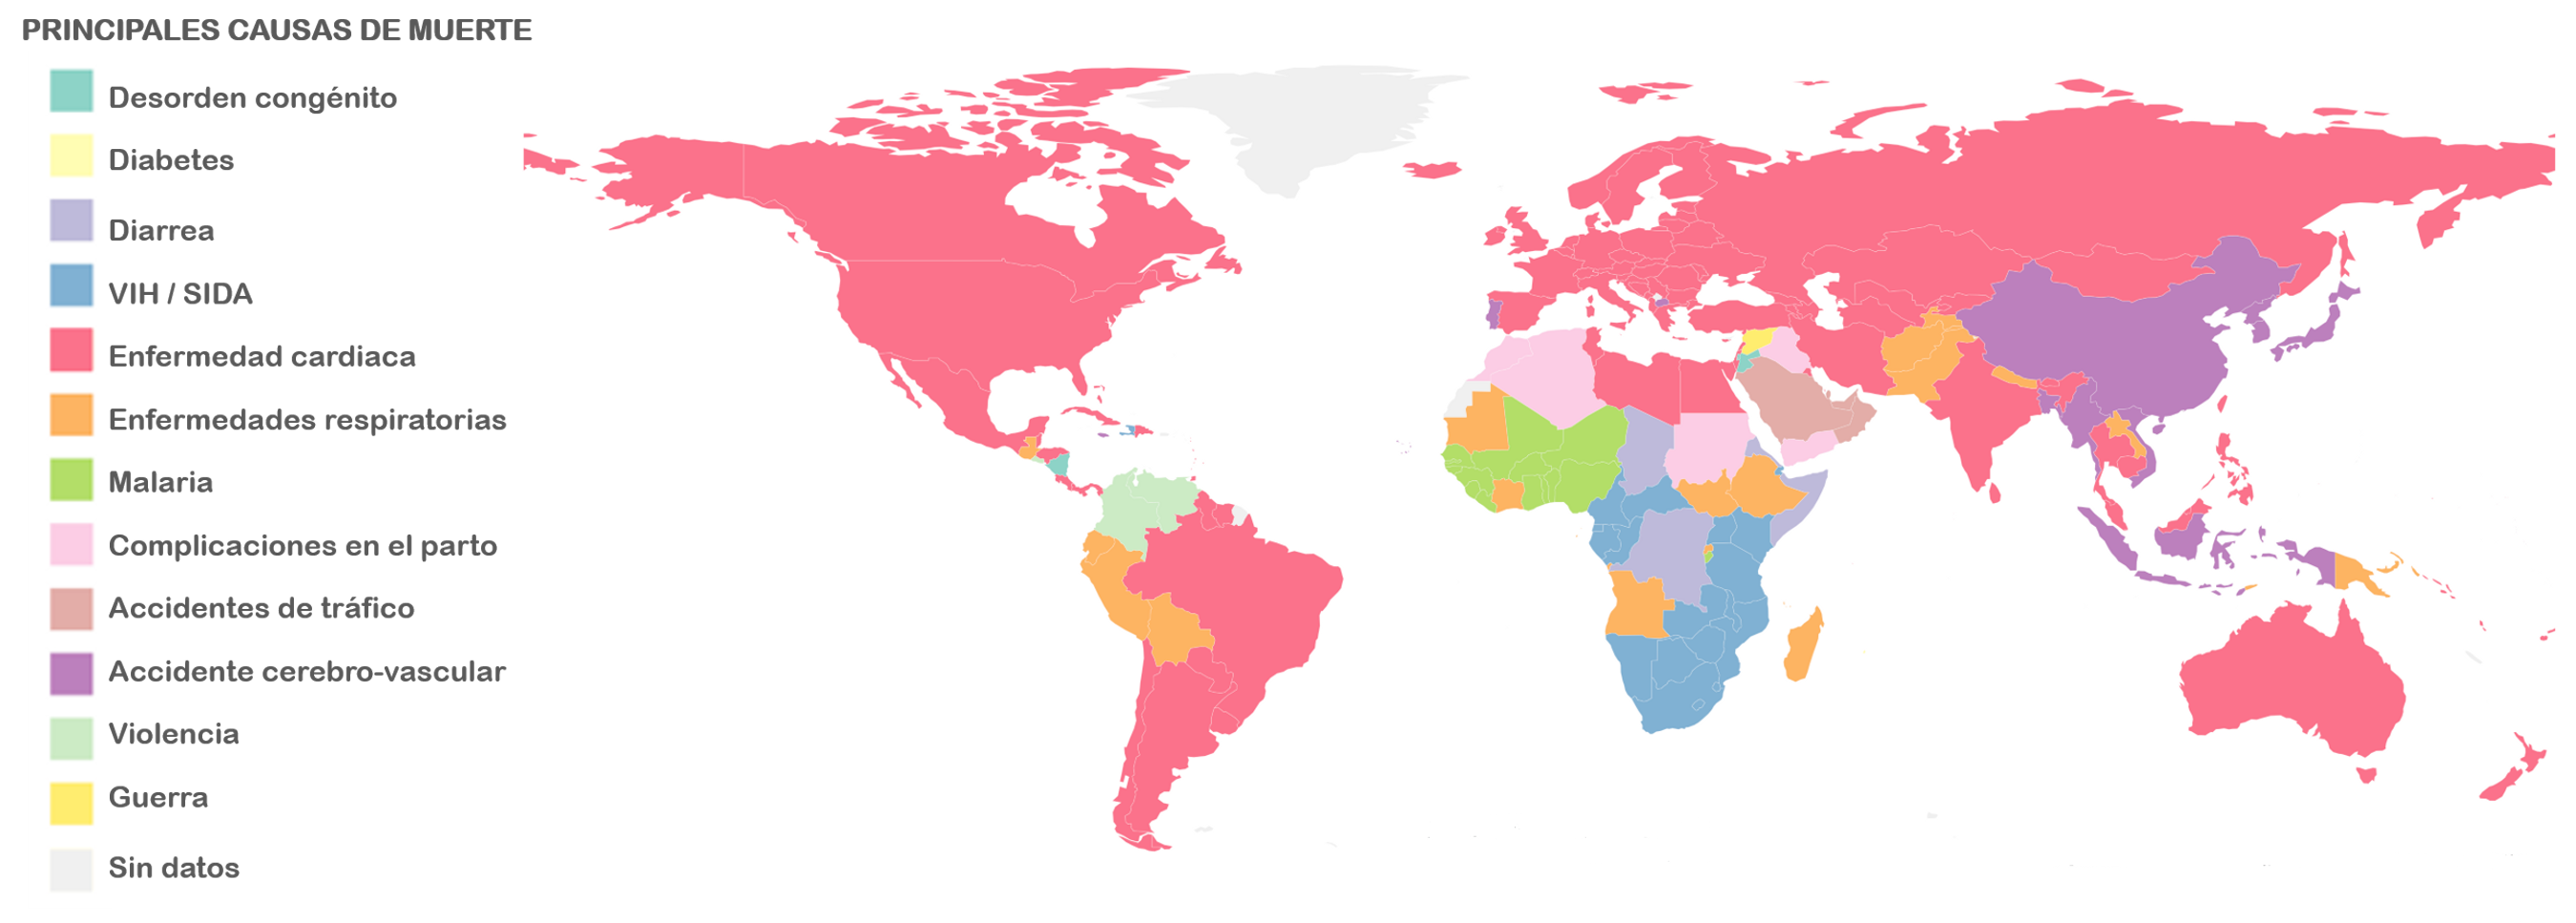 PRINCIPALES CAUSAS DE MUERTE
Desorden congénito
Diabetes
Diarrea
VIH / SIDA
Enfermedad cardiaca
Enfermedades respiratorias
Malaria
Complicaciones en el parto
Accidentes de tráfico
Accidente cerebro-vascular
Violencia
Guerra
Sin datos